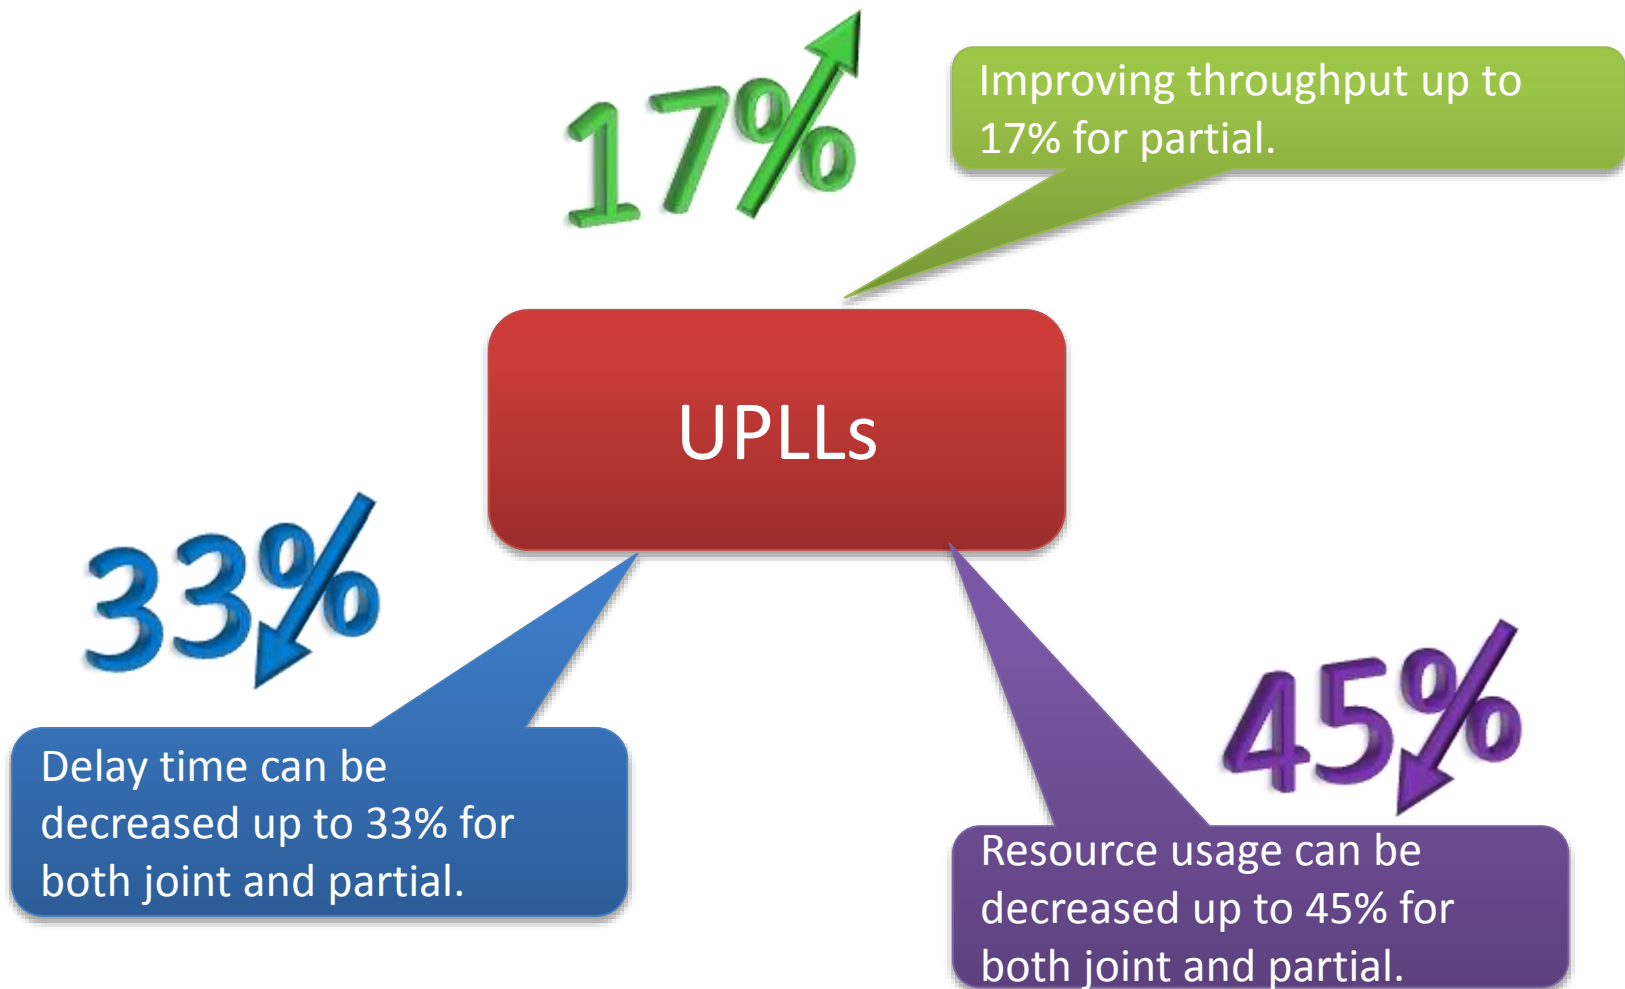 17%
Improving throughput up to
17% for partial.
UPLLs
33%
Delay time can be
decreased up to 33% for
both joint and partial.
45%
Resource usage can be
decreased up to 45% for
both joint and partial.